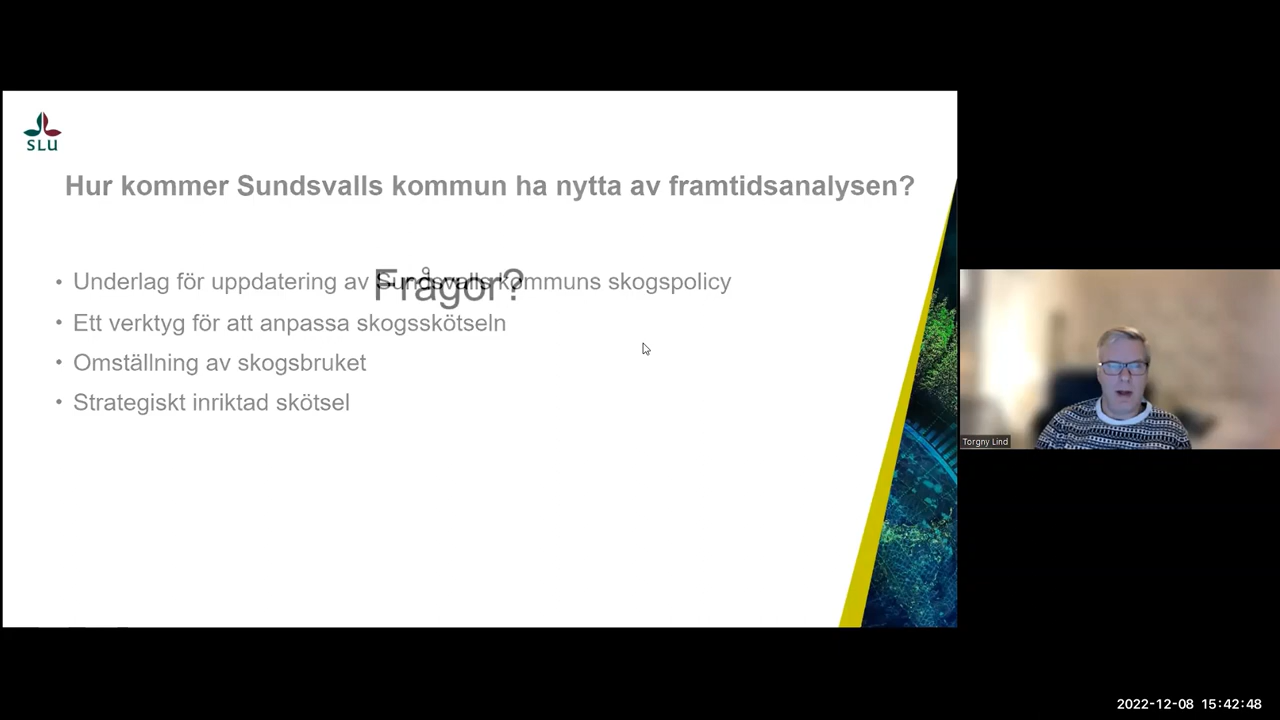 SLU
Hur kommer Sundsvalls kommun ha nytta av framtidsanalysen?
• Underlag för uppdatering av Sundsvalls kommuns skogspolicy
Frågor?
• Ett verktyg för att anpassa skogsskötseln
• Omställning av skogsbruket
• Strategiskt inriktad skötsel
Torgny Lind
2022-12-08 15:42:48